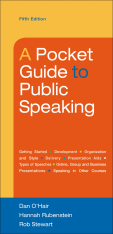 Fifth Edition
A Pocket
Guide to
Public
Speaking
Getting Started • Development • Organization
and Style • Delivery • Presentation Aids •
Types of Speeches • Online, Group and Business
Presentations • Speaking in Other Courses
Dan O'Hair
Hannah Rubenstein
Rob Stewart